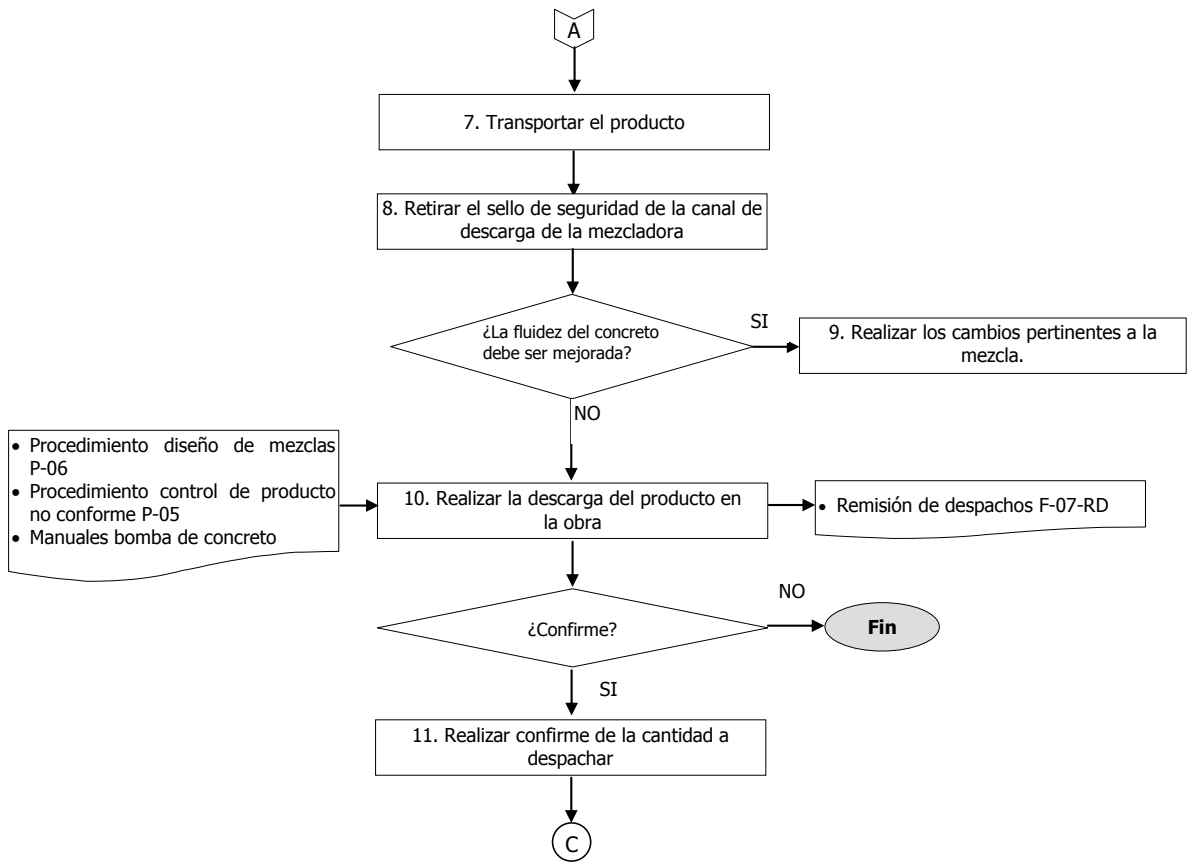 A
7. Transportar el producto
8. Retirar el sello de seguridad de la canal de
descarga de la mezcladora
¿La fluidez del concreto
debe ser mejorada?
SI
9. Realizar los cambios pertinentes a la
mezcla.
NO
• Procedimiento diseño de mezclas
P-06
• Procedimiento control de producto
no conforme P-05
• Manuales bomba de concreto
10. Realizar la descarga del producto en
la obra
• Remisión de despachos F-07-RD
¿Confirme?
NO
Fin
SI
11. Realizar confirme de la cantidad a
despachar
C